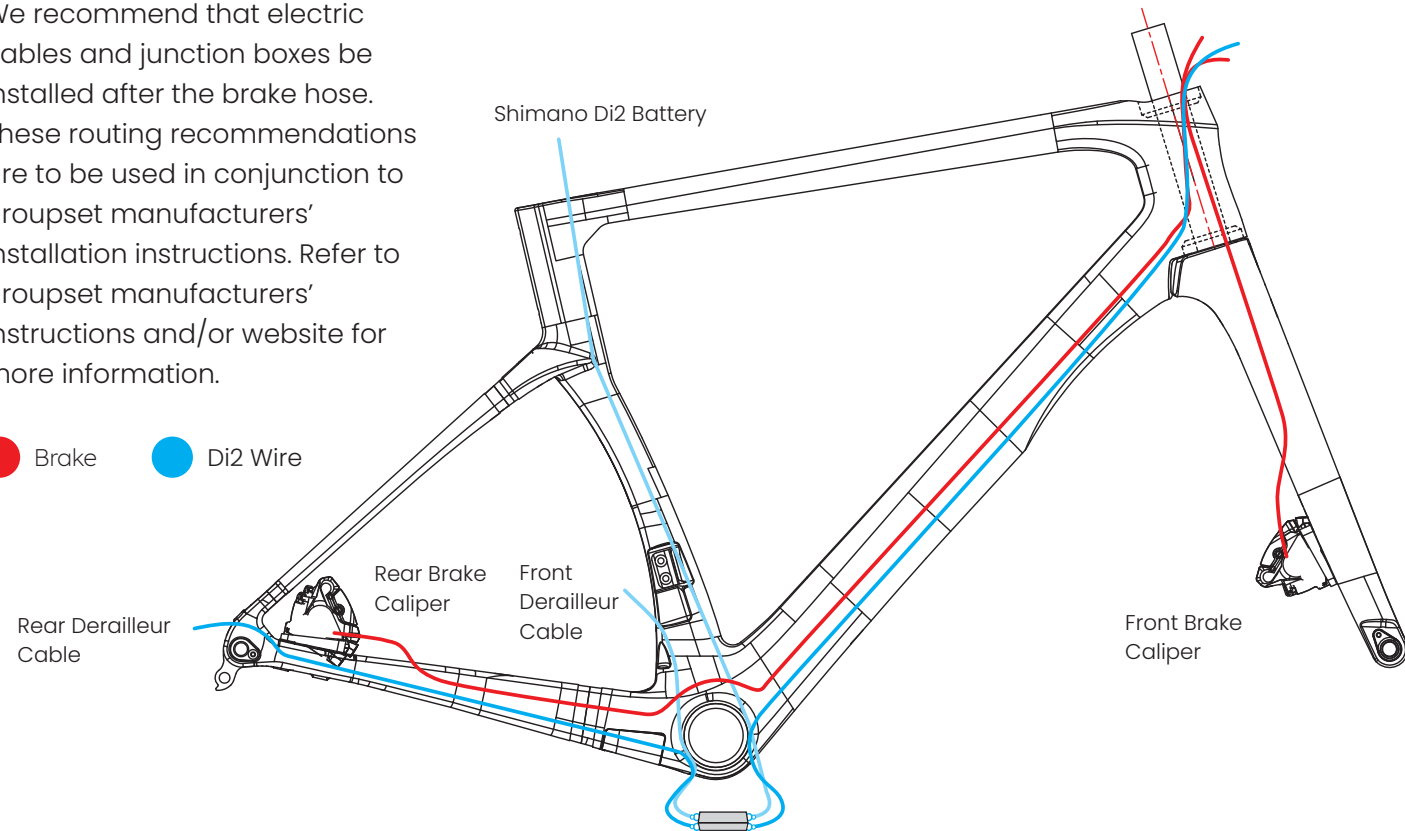 We recommend that electric
ables and junction boxes be
nstalled after the brake hose.
hese routing recommendations
re to be used in conjunction to
roupset manufacturers’
nstallation instructions. Refer to
roupset manufacturers’
nstructions and/or website for
more information.
Brake
Di2 Wire
Shimano Di2 Battery
Rear Brake
Caliper
Front
Derailleur
Cable
Rear Derailleur
Cable
Front Brake
Caliper